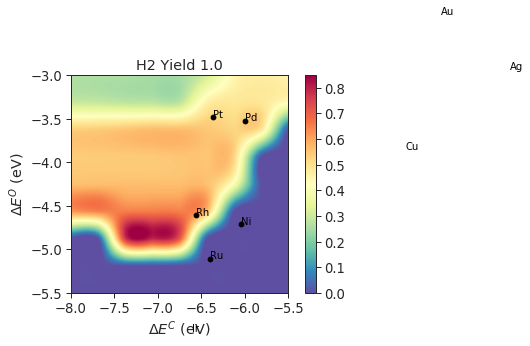 Au
Ag
Cu
H2 Yield 1.0
−3.0
−3.5
−4.0
−4.5
−5.0
−5.5
ΔE^O (eV)
Pt
Pd
Rh
Ni
Ru
0.8
0.7
0.6
0.5
0.4
0.3
0.2
0.1
0.0
−8.0 −7.5 −7.0 −6.5 −6.0 −5.5
ΔE^C (eV)